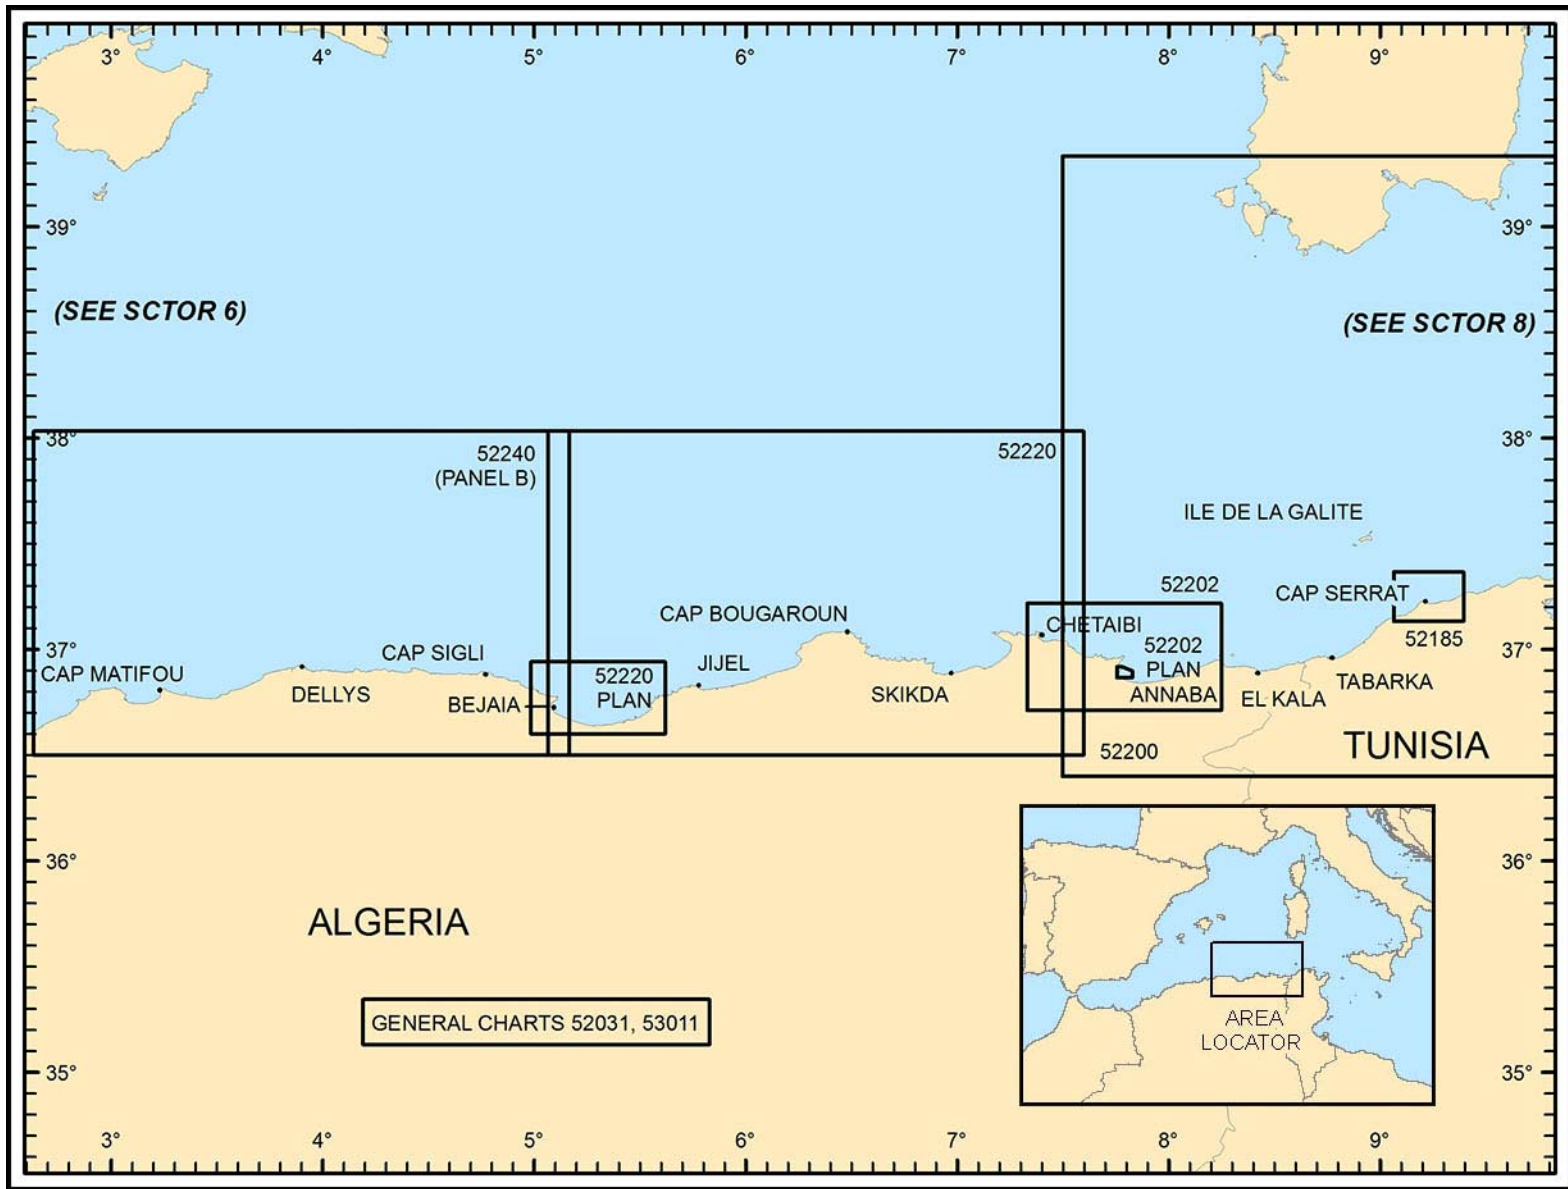 3° 4° 5° 6° 7° 8° 9°
39° 39°
(SEE SCTOR 6)
(SEE SCTOR 8)
38° 38°
52240
(PANEL B)
52220
ILE DE LA GALITE
52202
CAP SERRAT
52185
CAP BOUGAROUN
CHETAIBI
52202
PLAN
ANNABA
37° 37°
CAP MATIFOU
CAP SIGLI
DELLYS
BEJAIA
52220
PLAN
JIJEL
SKIKDA
EL KALA
TABARKA
52200
TUNISIA
36° 36°
ALGERIA
GENERAL CHARTS 52031, 53011
AREA
LOCATOR
35° 35°
3° 4° 5° 6° 7° 8° 9°